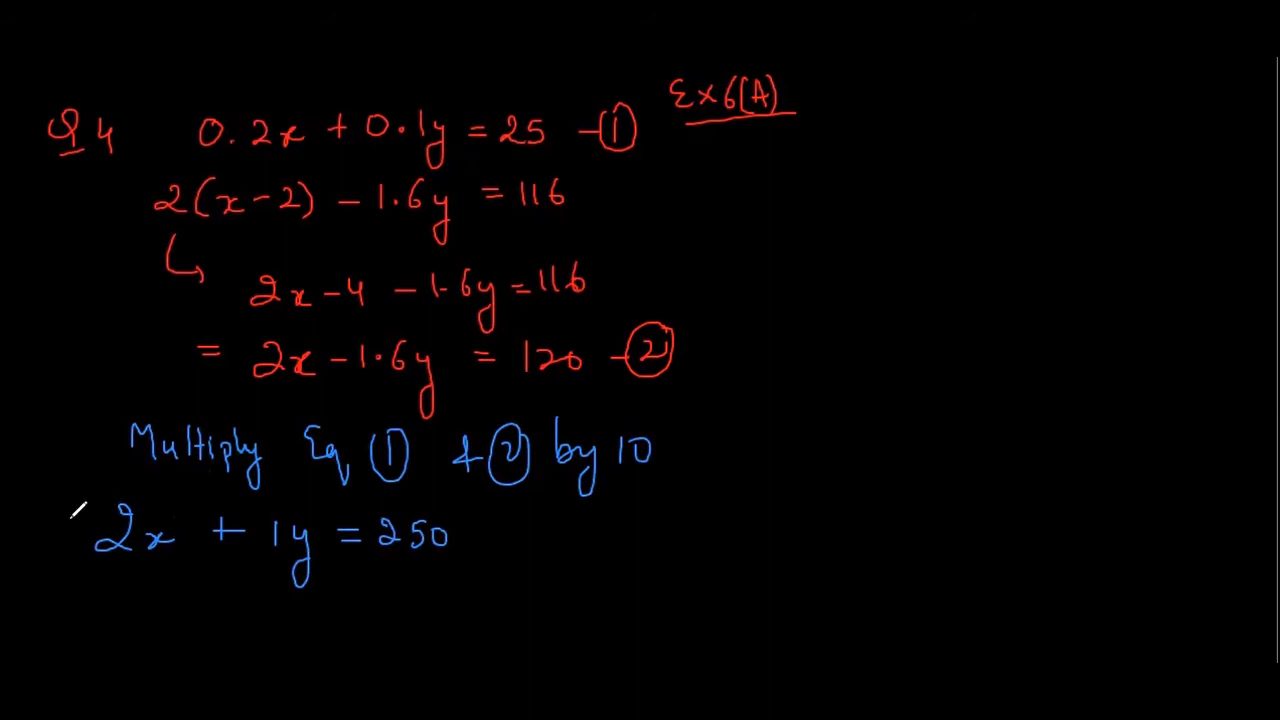 Ex 6(A)
Q4 0.2x + 0.1y = 25 - ①
2(x-2) - 1.6y = 116
2x - 4 - 1.6y = 116
= 2x - 1.6y = 120 - ②
Multiply Eq ① & ② by 10
2x + 1y = 250